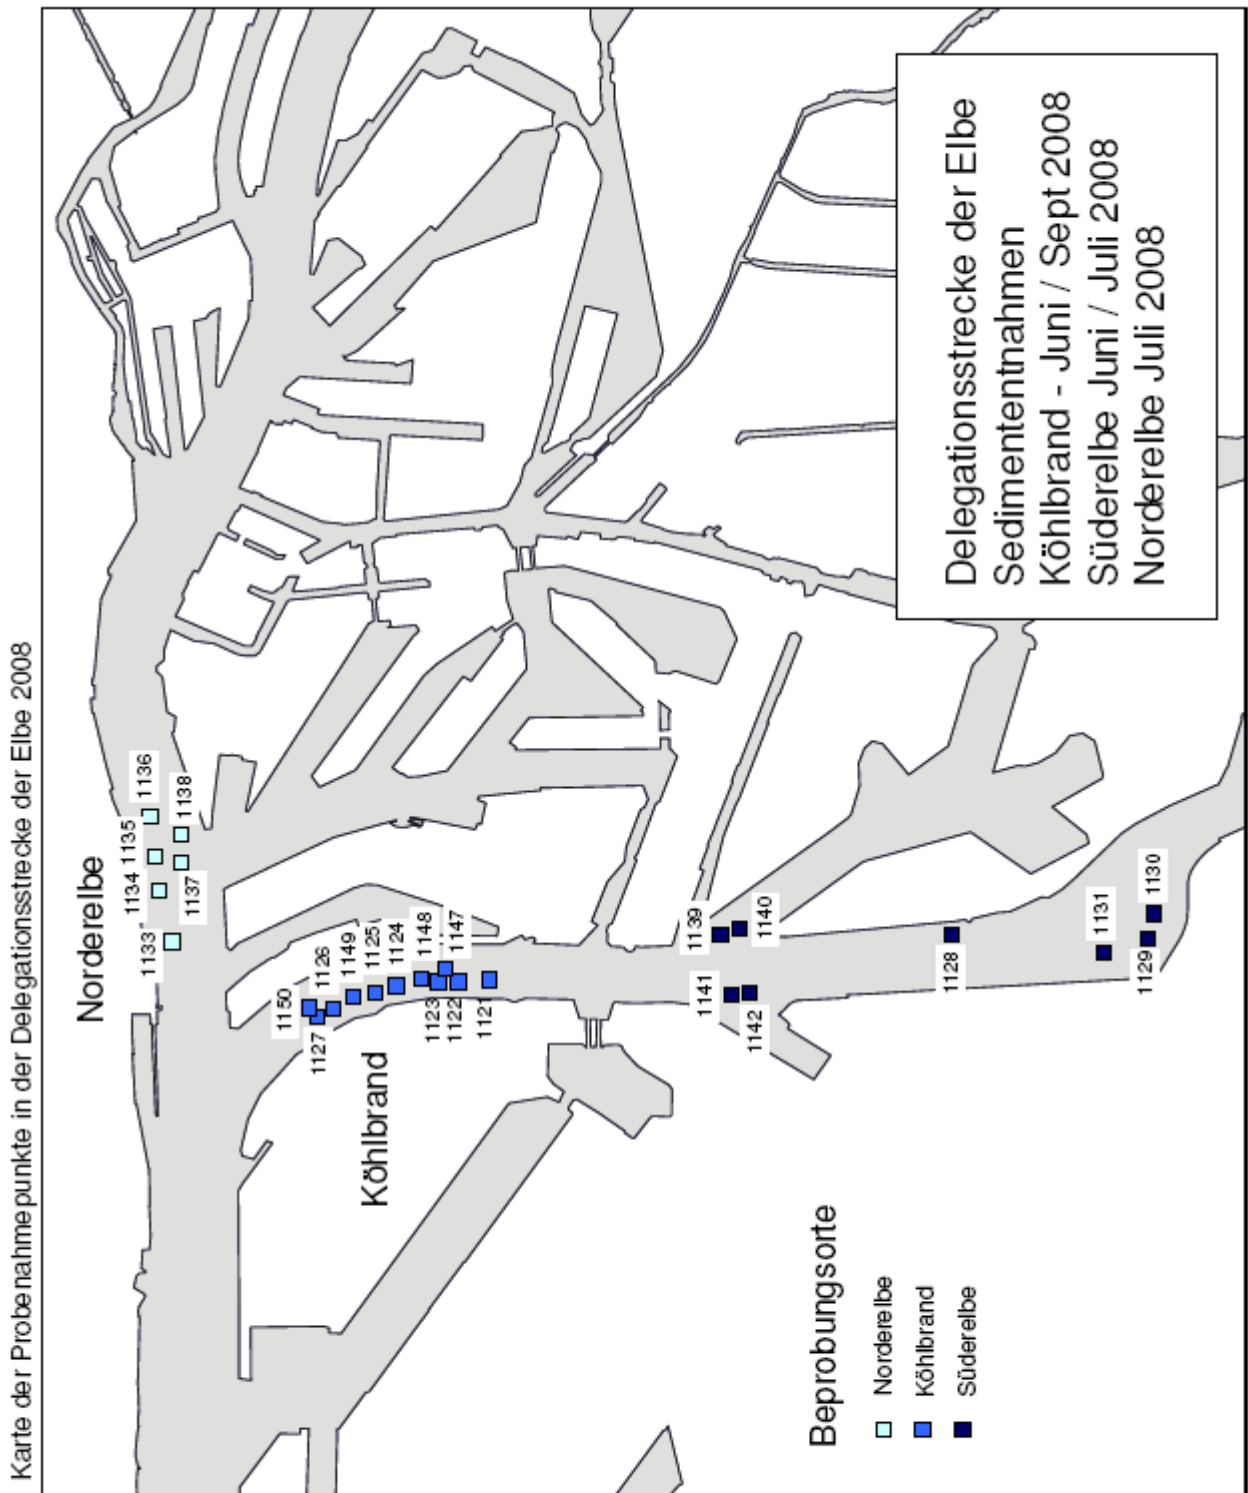 Karte der Probenahmepunkte in der Delegationsstrecke der Elbe 2008
Norderelbe
1133
1134
1135
1136
1137
1138
Köhlbrand
1150
1127
1126
1149
1125
1124
1148
1123
1147
1122
1121
1139
1140
1141
1142
1128
1131
1129
1130
Delegationsstrecke der Elbe
Sedimententnahmen
Köhlbrand - Juni / Sept 2008
Süderelbe Juni / Juli 2008
Norderelbe Juli 2008
Beprobungsorte
Norderelbe
Köhlbrand
Süderelbe